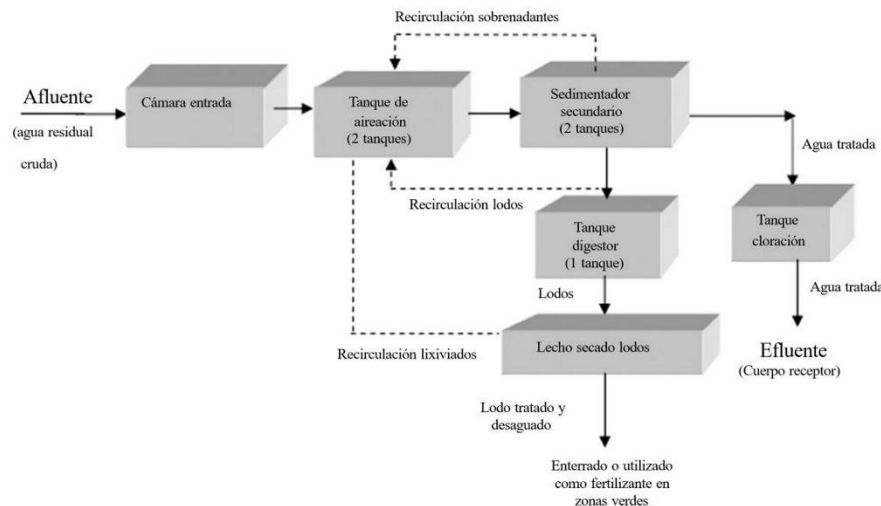 Recirculación sobrenadantes
Afluente
(agua residual
cruda)
Cámara entrada
Tanque de
aireación
(2 tanques)
Sedimentador
secundario
(2 tanques)
Agua tratada
Recirculación lodos
Tanque
digestor
(1 tanque)
Tanque
cloración
Lodos
Agua tratada
Recirculación lixiviados
Lecho secado lodos
Efluente
(Cuerpo receptor)
Lodo tratado y
desaguado
Enterrado o utilizado
como fertilizante en
zonas verdes